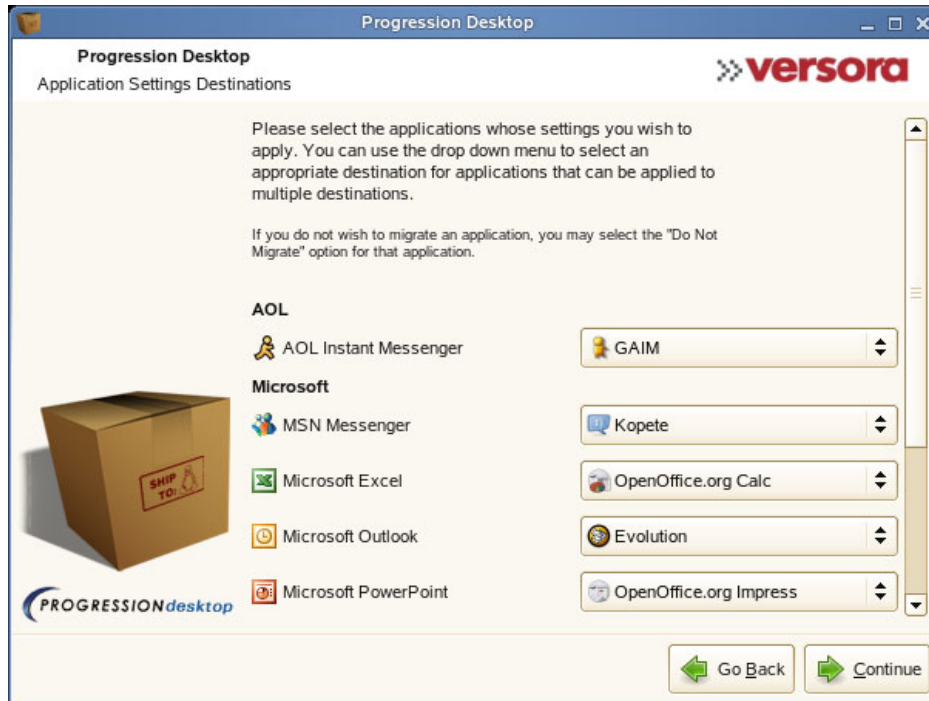 Progression Desktop
Progression Desktop
Application Settings Destinations
versora
Please select the applications whose settings you wish to
apply. You can use the drop down menu to select an
appropriate destination for applications that can be applied to
multiple destinations.
If you do not wish to migrate an application, you may select the "Do Not
Migrate" option for that application.
AOL
AOL Instant Messenger
GAIM
Microsoft
MSN Messenger
Kopete
Microsoft Excel
OpenOffice.org Calc
Microsoft Outlook
Evolution
Microsoft PowerPoint
OpenOffice.org Impress
SHIP
TO:
PROGRESSIONdesktop
Go Back
Continue